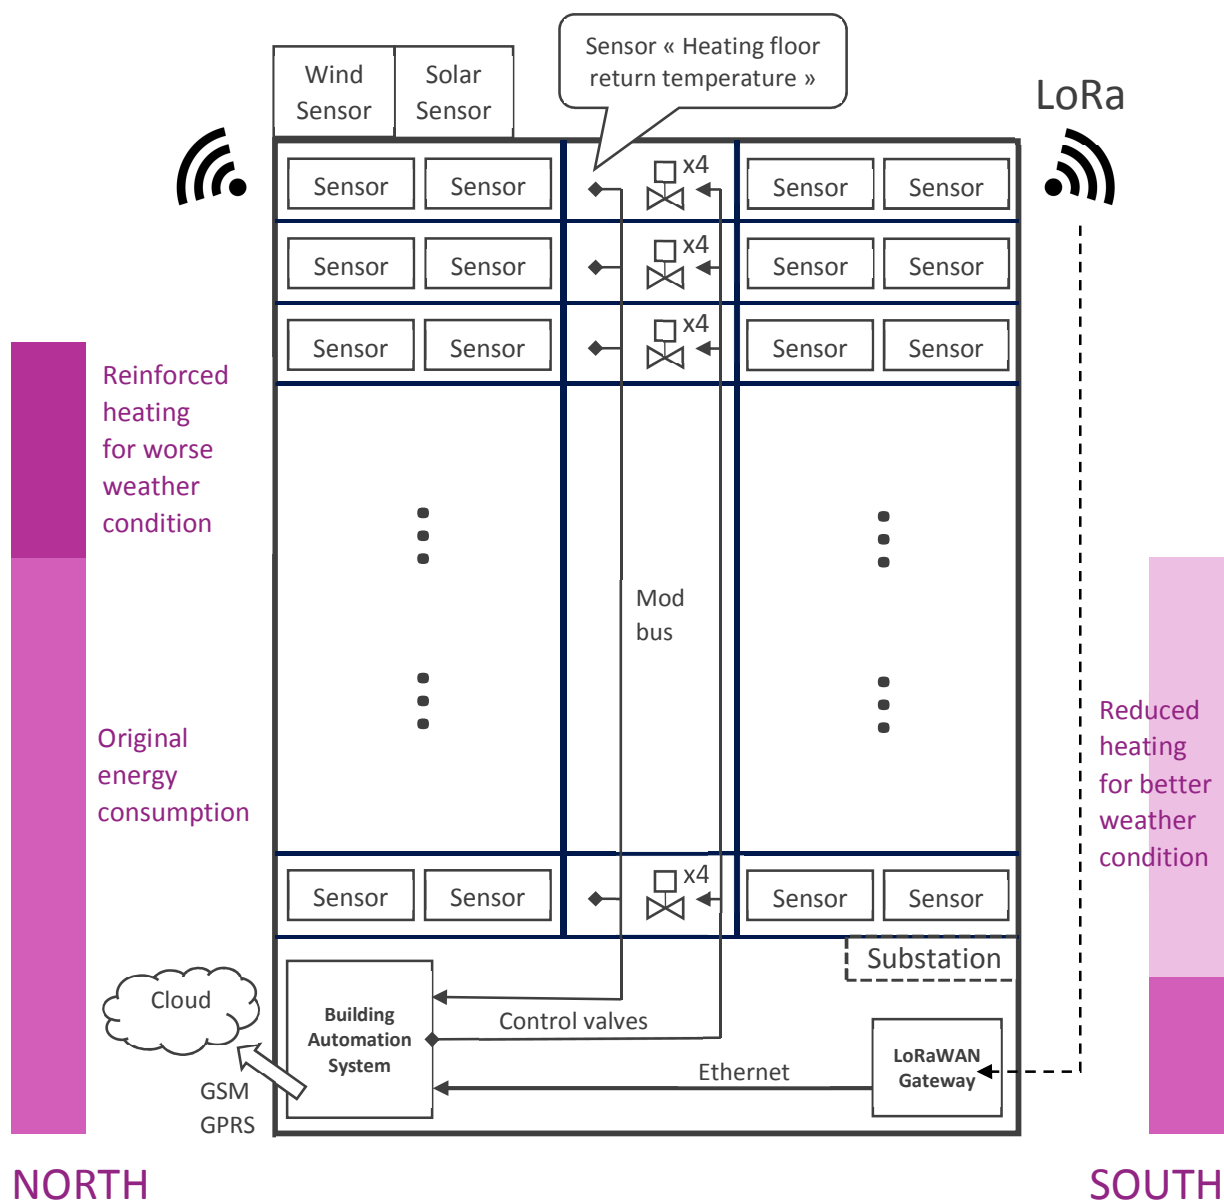 Sensor « Heating floor
return temperature »
Wind
Sensor
Solar
Sensor
LoRa
x4
Sensor
Sensor
Sensor
Sensor
x4
Sensor
Sensor
Sensor
Sensor
x4
Sensor
Sensor
Sensor
Sensor
Reinforced
heating
for worse
weather
condition
Mod
bus
Original
energy
consumption
Reduced
heating
for better
weather
condition
x4
Sensor
Sensor
Sensor
Sensor
Substation
Cloud
Building
Automation
System
Control valves
LoRaWAN
Gateway
Ethernet
GSM
GPRS
NORTH
SOUTH